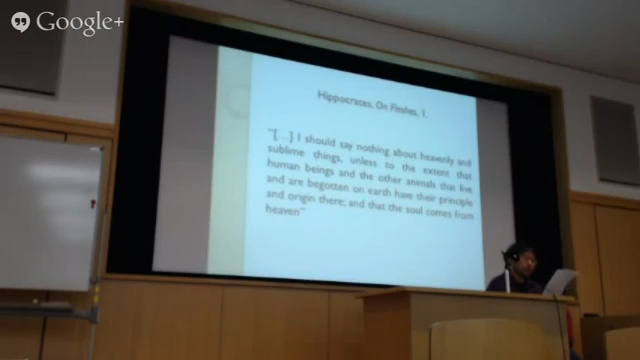 Google+
Hippocrates, On Fleshes, 1.
"[…] I should say nothing about heavenly and
sublime things, unless to the extent that
human beings and the other animals that live
and are begotten on earth have their principle
and origin there; and that the soul comes from
heaven"